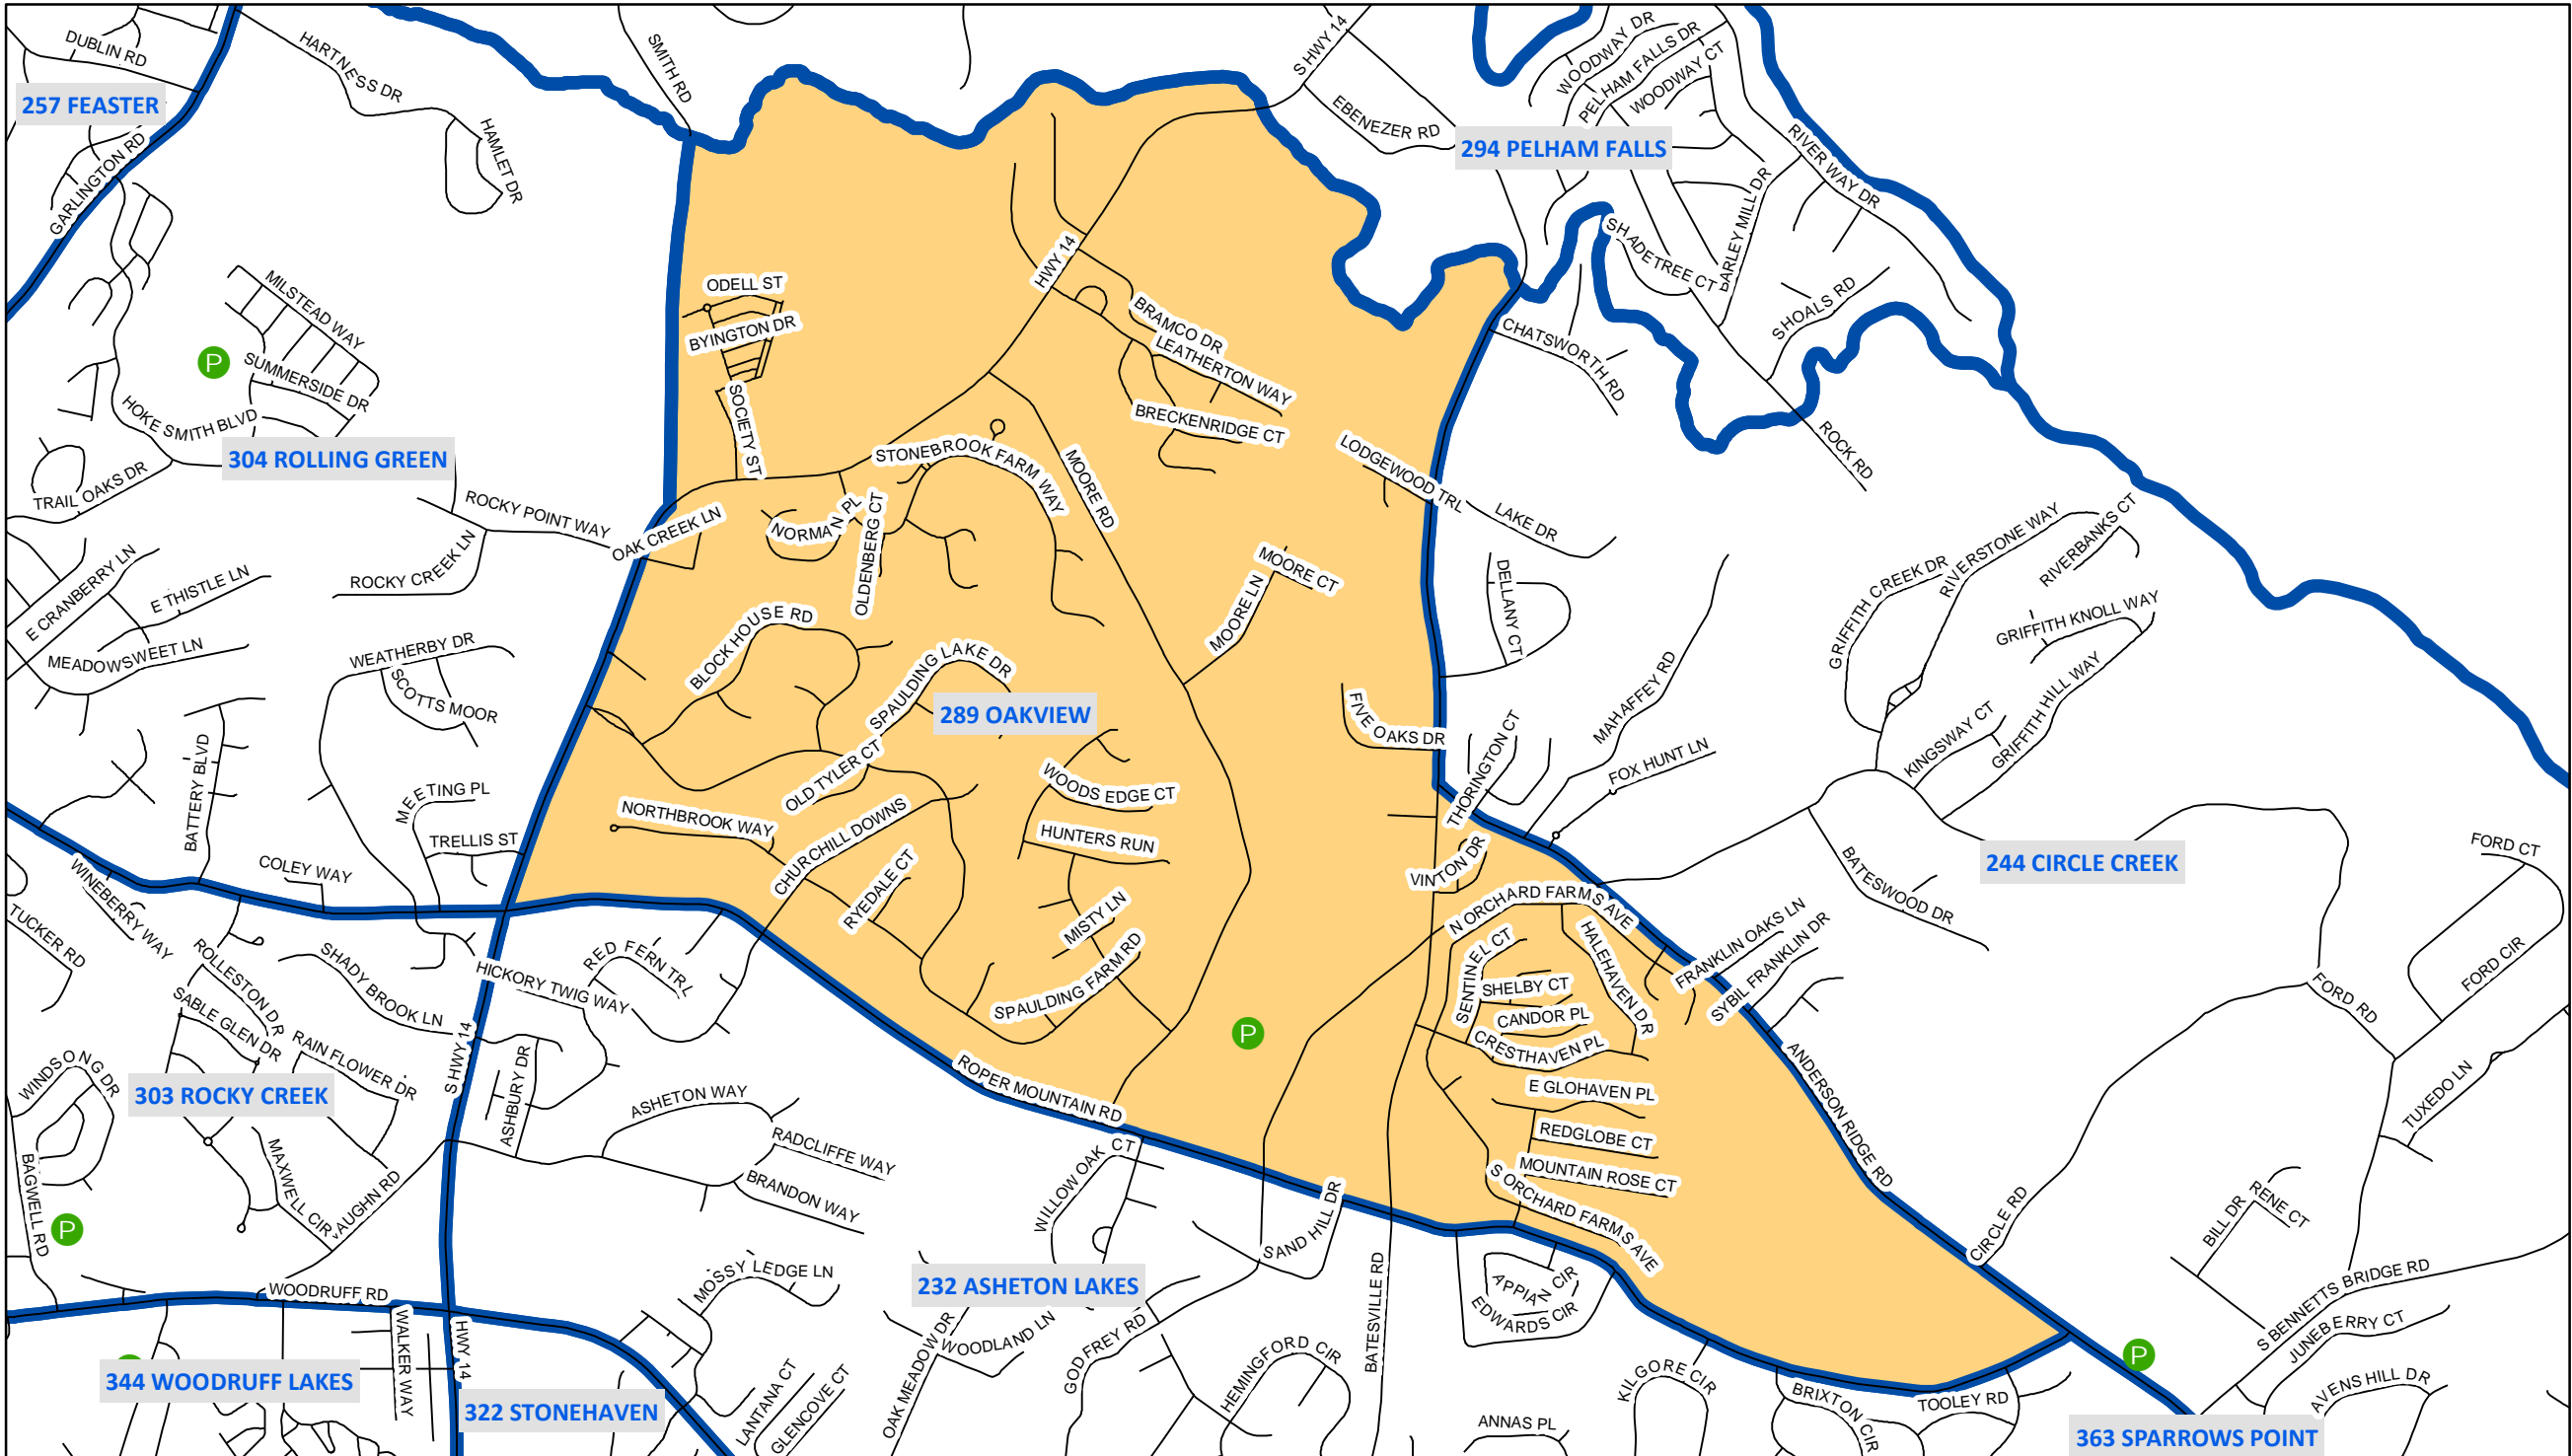 DUBLIN RD
HARTNESS DR
SMITH RD
S HWY 14
WOODWAY DR
PELHAM FALLS DR
WOODWAY CT
257 FEASTER
EBENEZER RD
294 PELHAM FALLS
RIVER WAY DR
HAMLET DR
GARLINGTON RD
BARLEY MILL DR
SHADETREE CT
HWY 14
ODELL ST
BYINGTON DR
MILSTEAD WAY
BRAMCO DR
LEATHERTON WAY
CHATSWORTH RD
SHOALS RD
P
SUMMERSIDE DR
SOCIETY ST
BRECKENRIDGE CT
HOKE SMITH BLVD
304 ROLLING GREEN
STONEBROOK FARM WAY
MOORE RD
LODGEWOOD TRL
ROCK RD
TRAIL OAKS DR
ROCKY POINT WAY
OAK CREEK LN
NORMAN PL
OLDENBERG CT
LAKE DR
RIVERSTONE WAY
RIVERBANKS CT
E CRANBERRY LN
E THISTLE LN
ROCKY CREEK LN
MOORE CT
MOORE LN
DELANY CT
GRIFFITH CREEK DR
GRIFFITH KNOLL WAY
MEADOWSWEET LN
WEATHERBY DR
SCOTTS MOOR
BLOCK HOUSE RD
SPAULDING LAKE DR
289 OAKVIEW
FIVE OAKS DR
MAHAFFEY RD
GRIFFITH HILL WAY
KINGSWAY CT
BATTERY BLVD
MEETING PL
TRELLIS ST
OLD TYLER CT
WOODS EDGE CT
THORINGTON CT
FOX HUNT LN
NORTHBROOK WAY
CHURCHILL DOWNS
HUNTERS RUN
VINTON DR
244 CIRCLE CREEK
FORD CT
WINEBERRY WAY
COLEY WAY
RYEDALE CT
MISTY LN
N ORCHARD FARMS AVE
BATESWOOD DR
TUCKER RD
ROLLESTON DR
SHADY BROOK LN
HICKORY TWIG WAY
RED FERN TRL
SPAULDING FARM RD
SENTINEL CT
HALEHAVEN DR
FRANKLIN OAKS LN
SYBIL FRANKLIN DR
FORD CIR
FORD RD
SABLE GLEN DR
RAIN FLOWER DR
SHELBY CT
CANDOR PL
CRESTHAVEN PL
P
WINDSONG DR
303 ROCKY CREEK
S HWY 14
ASHBURY DR
ASHETON WAY
ROPER MOUNTAIN RD
E GLOHAVEN PL
ANDERSON RIDGE RD
TUXEDO LN
REDGLOBE CT
BAGWELL RD
MAXWELL CIR
VAUGHN RD
RADCLIFFE WAY
BRANDON WAY
WILLOW OAK CT
MOUNTAIN ROSE CT
S ORCHARD FARMS AVE
P
SAND HILL DR
CIRCLE RD
BILL DR
RENE CT
WOODRUFF RD
MOSSY LEDGE LN
232 ASHETON LAKES
BATESVILLE RD
APPIAN CIR
EDWARDS CIR
S BENNETTS BRIDGE RD
JUNEBERRY CT
WALKER WAY
HWY 14
OAK MEADOW DR
WOODLAND LN
GODFREY RD
HEMINGFORD CIR
P
344 WOODRUFF LAKES
322 STONEHAVEN
LANTANA CT
GLENCOVE CT
KILGORE CIR
BRIXTON CIR
TOOLEY RD
AVENS HILL DR
ANNAS PL
363 SPARROWS POINT